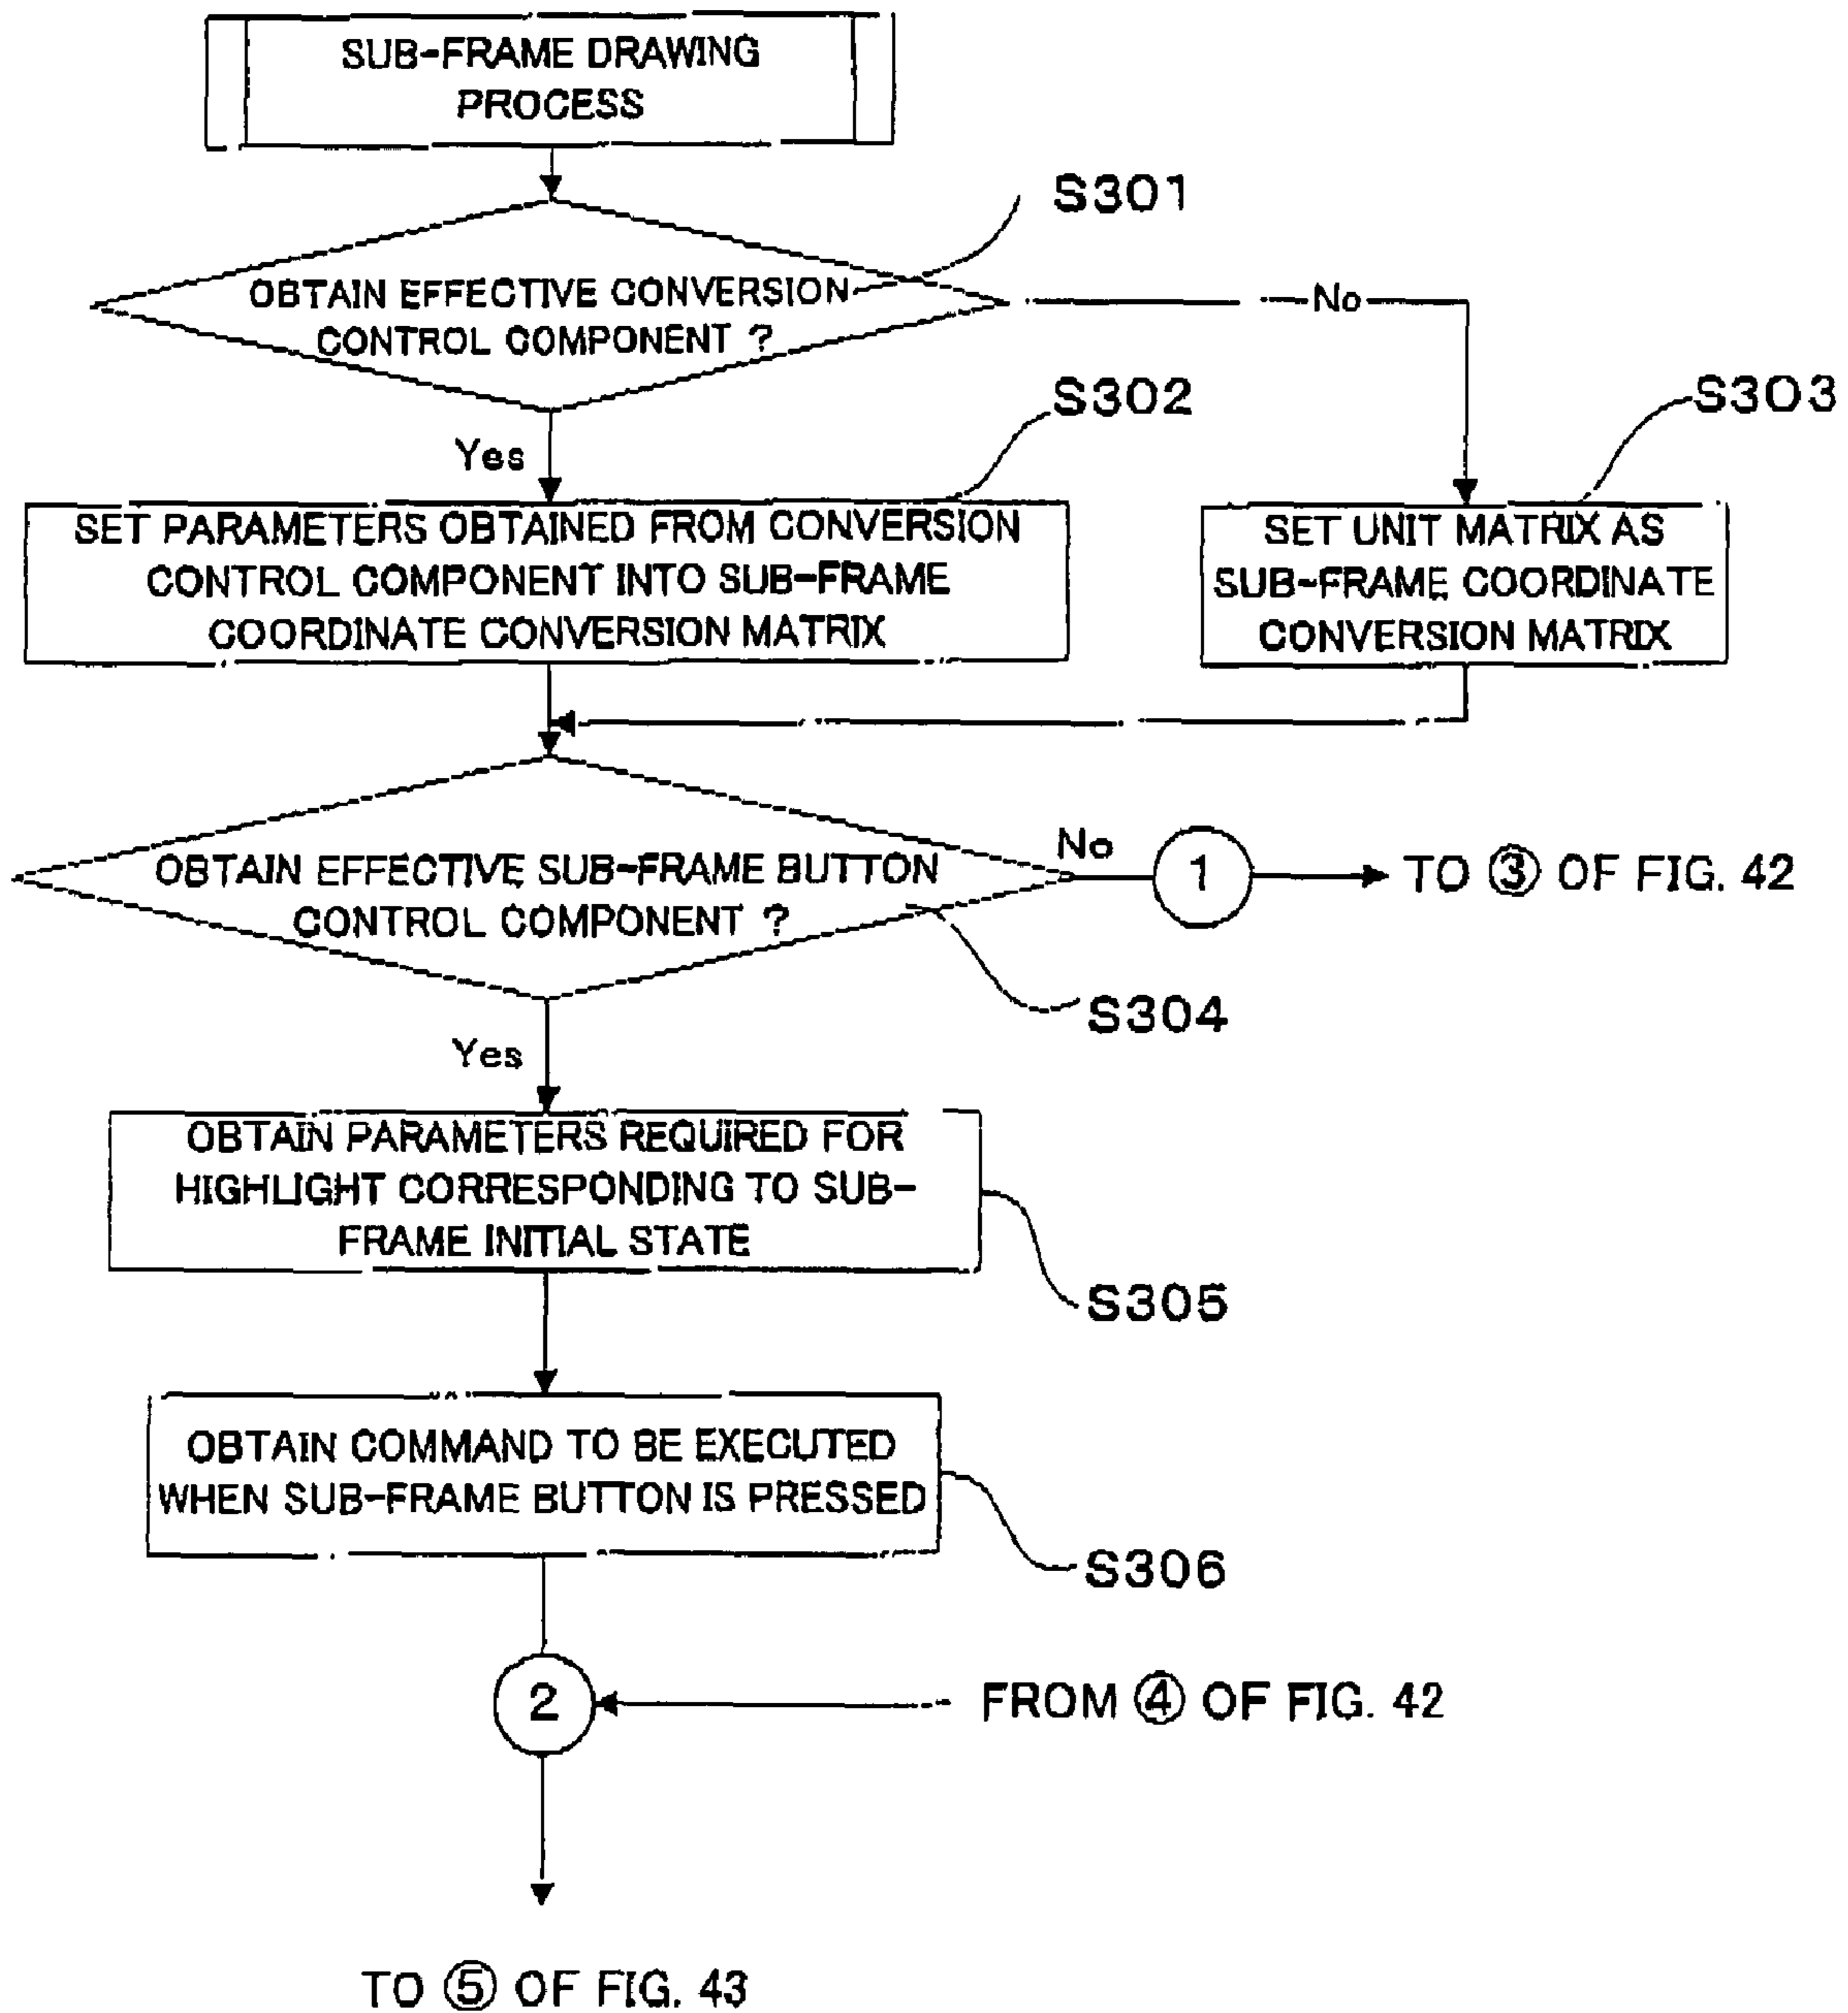 SUB-FRAME DRAWING
PROCESS
S301
OBTAIN EFFECTIVE CONVERSION
CONTROL COMPONENT ?
No
Yes
S302
S303
SET PARAMETERS OBTAINED FROM CONVERSION
CONTROL COMPONENT INTO SUB-FRAME
COORDINATE CONVERSION MATRIX
SET UNIT MATRIX AS
SUB-FRAME COORDINATE
CONVERSION MATRIX
OBTAIN EFFECTIVE SUB-FRAME BUTTON
CONTROL COMPONENT ?
No
1
TO ③ OF FIG. 42
S304
Yes
OBTAIN PARAMETERS REQUIRED FOR
HIGHLIGHT CORRESPONDING TO SUB-
FRAME INITIAL STATE
S305
OBTAIN COMMAND TO BE EXECUTED
WHEN SUB-FRAME BUTTON IS PRESSED
S306
2
FROM ④ OF FIG. 42
TO ⑤ OF FIG. 43